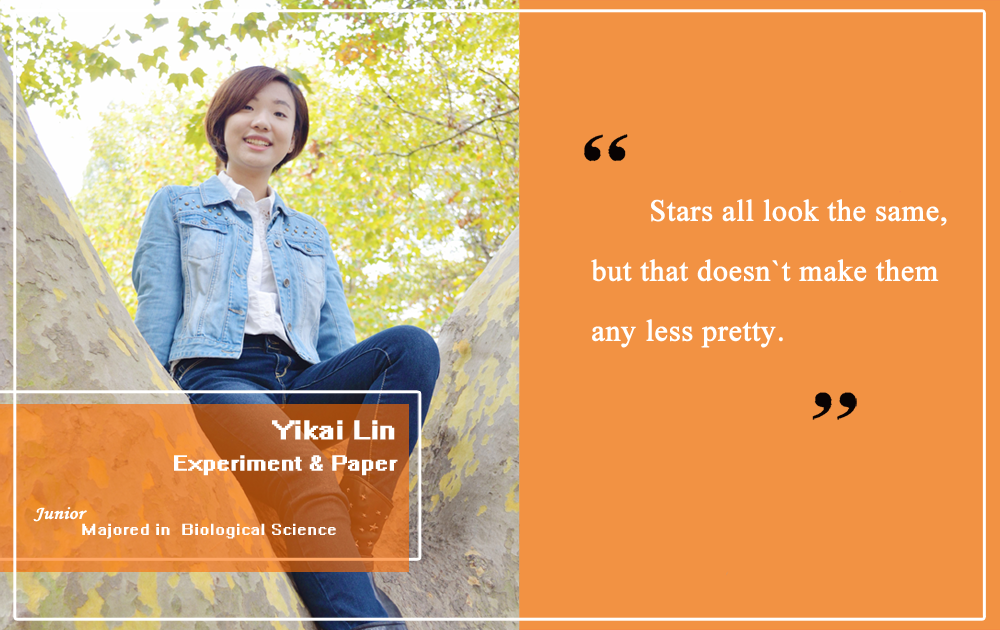 Yikai Lin
Experiment & Paper
Junior
Majored in Biological Science
“
Stars all look the same,
but that doesn`t make them
any less pretty.
”